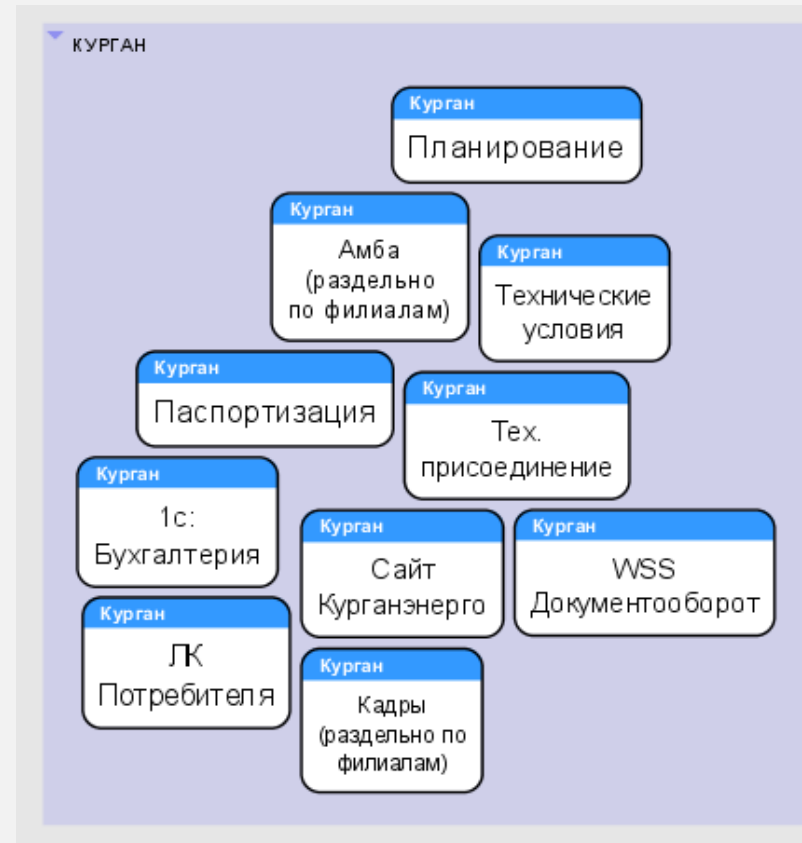 КУРГАН
Курган
Планирование
Курган
Амба
(раздельно
по филиалам)
Курган
Технические
условия
Курган
Паспортизация
Курган
Тех.
присоединение
Курган
1с:
Бухгалтерия
Курган
Сайт
Курганэнерго
Курган
WSS
Документооборот
Курган
ЛК
Потребителя
Курган
Кадры
(раздельно по
филиалам)